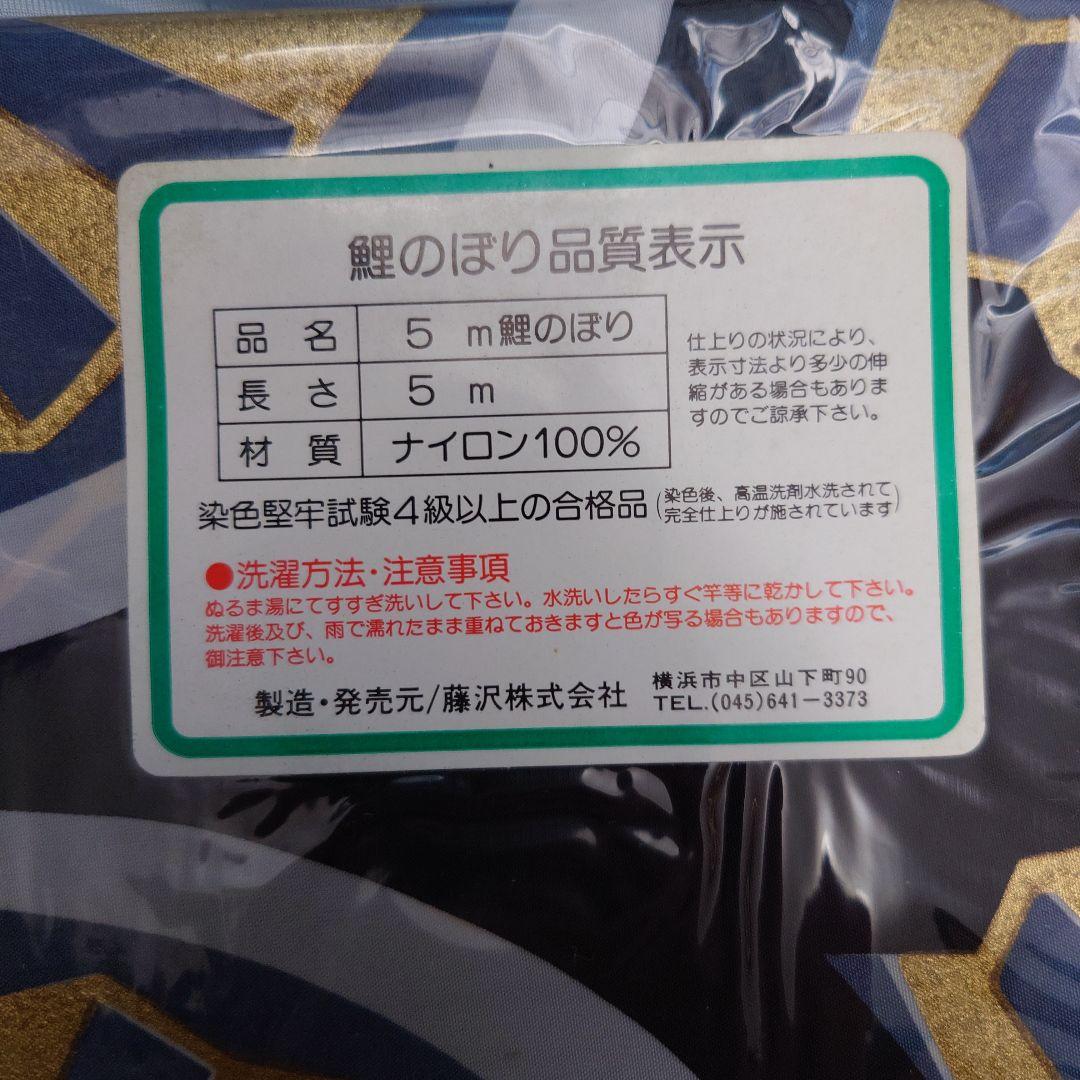 鯉のぼり品質表示
品名 5 m鯉のぼり
長さ 5 m
材質 ナイロン100%
仕上りの状況により、
表示寸法より多少の伸
縮がある場合もありま
すのでご諒承下さい。
染色堅牢試験4級以上の合格品
(染色後、高温洗剤水洗されて
完全仕上りが施されています)
●洗濯方法・注意事項
ぬるま湯にてすすぎ洗いして下さい。水洗いしたらすぐ竿等に乾かして下さい。
洗濯後及び、雨で濡れたまま重ねておきますと色が写る場合もありますので、
御注意下さい。
製造・発売元/藤沢株式会社
横浜市中区山下町90
TEL.(045)641-3373